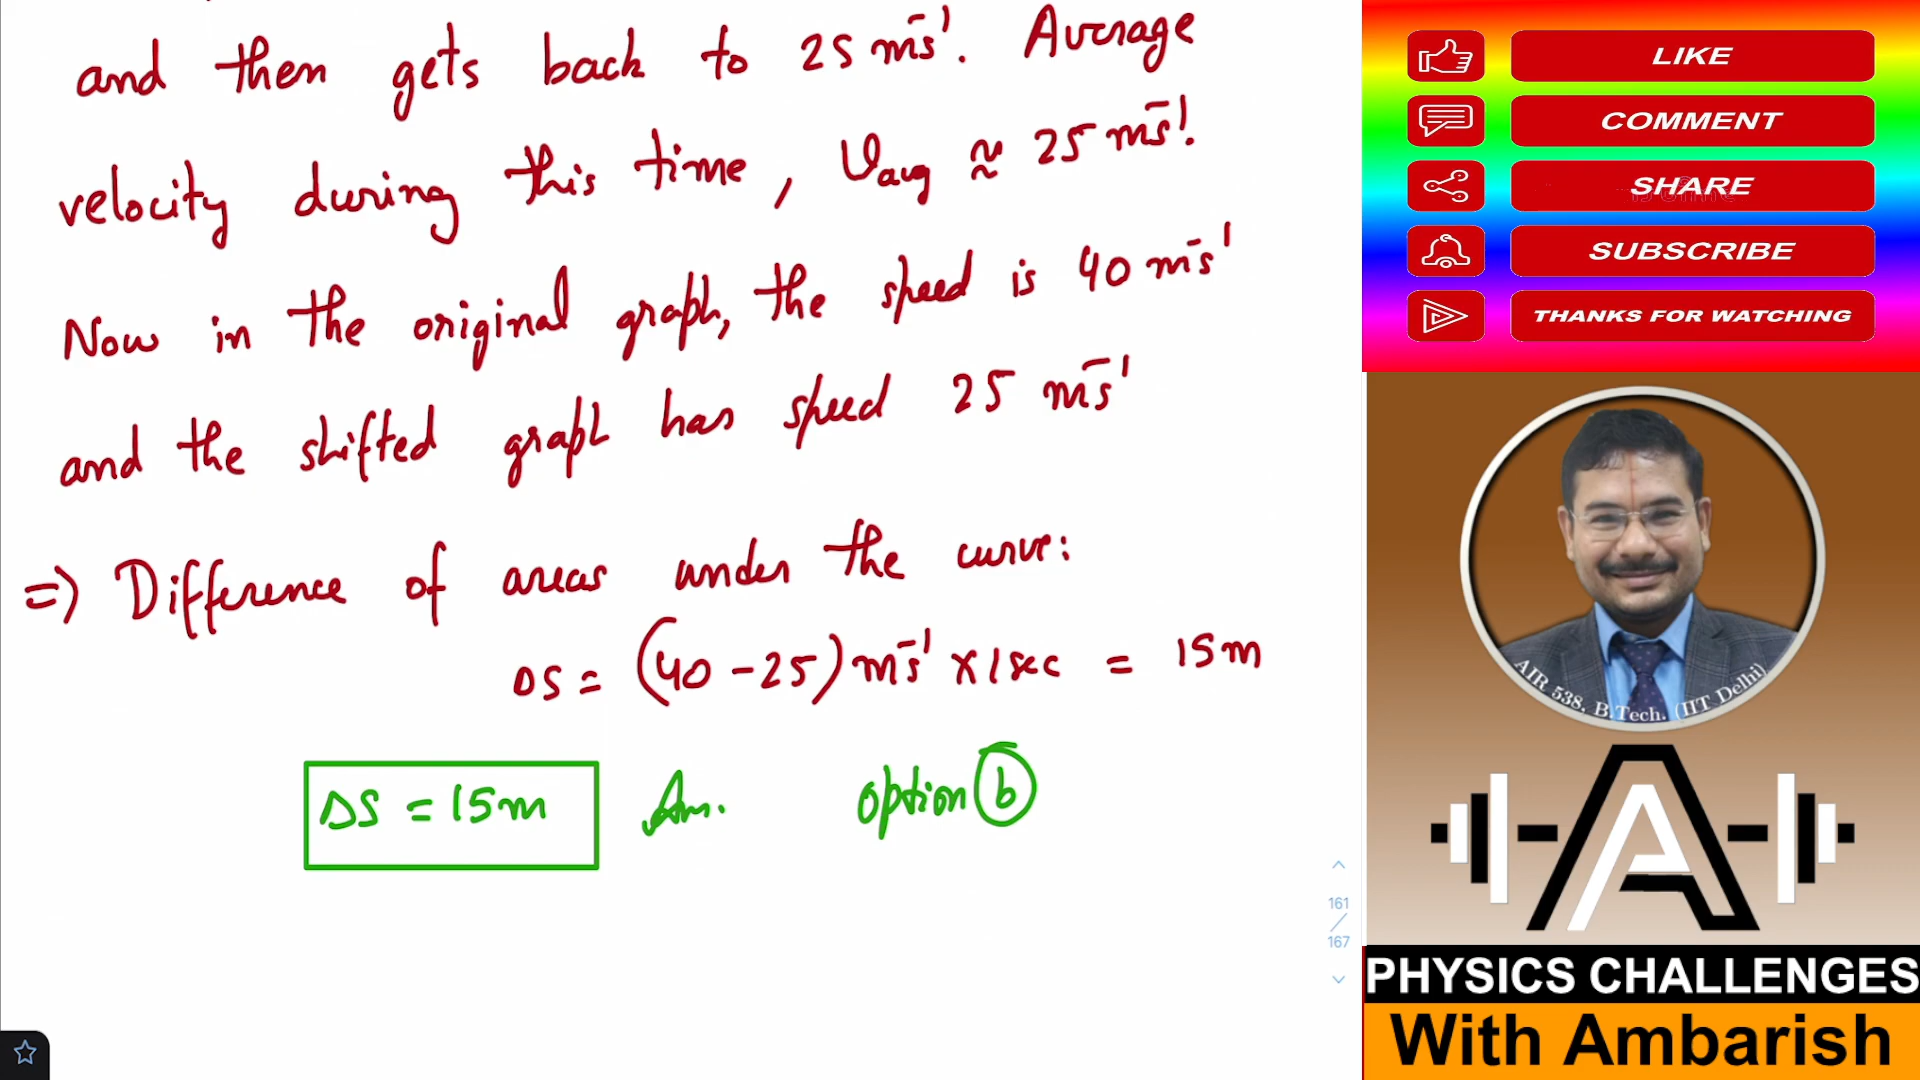 and then gets back to 25 ms⁻¹. Average
velocity during this time, Vavg ≈ 25 ms⁻¹.
Now in the original graph, the speed is 40 ms⁻¹
and the shifted graph has speed 25 ms⁻¹
=> Difference of areas under the curve:
ΔS = (40 - 25) ms⁻¹ × 1 sec = 15m
ΔS = 15m Ans. option (b)
161
/
167
LIKE
COMMENT
SHARE
SUBSCRIBE
THANKS FOR WATCHING
AIR 538, B.Tech. (IIT Delhi)
A
PHYSICS CHALLENGES
With Ambarish